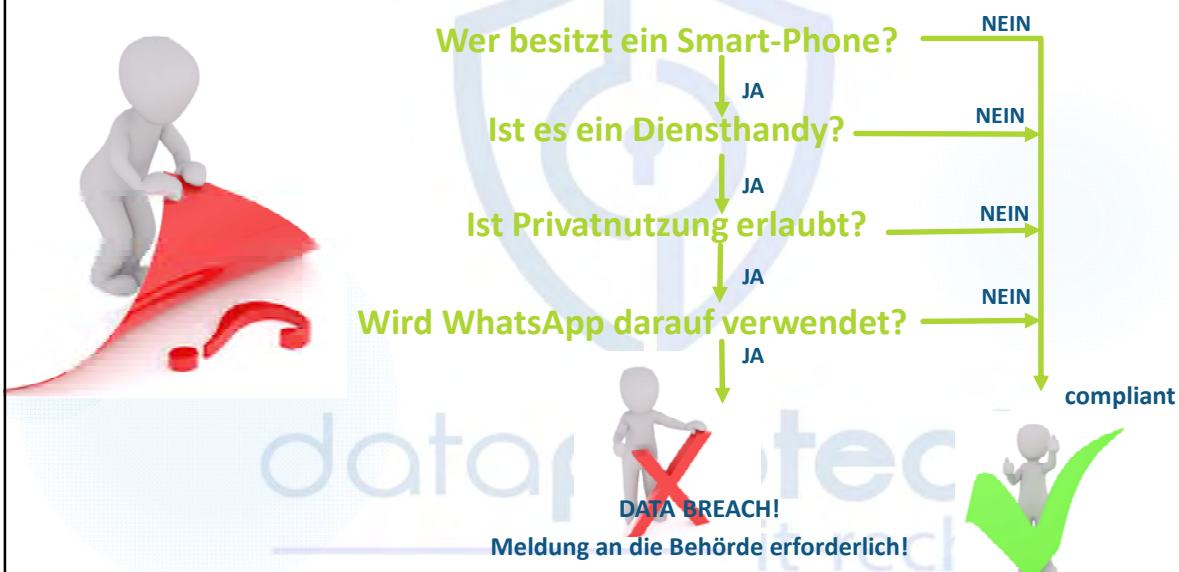 Wer besitzt ein Smart-Phone?
NEIN
JA
Ist es ein Diensthandy?
NEIN
JA
Ist Privatnutzung erlaubt?
NEIN
JA
Wird WhatsApp darauf verwendet?
NEIN
JA
compliant
DATA BREACH!
Meldung an die Behörde erforderlich!